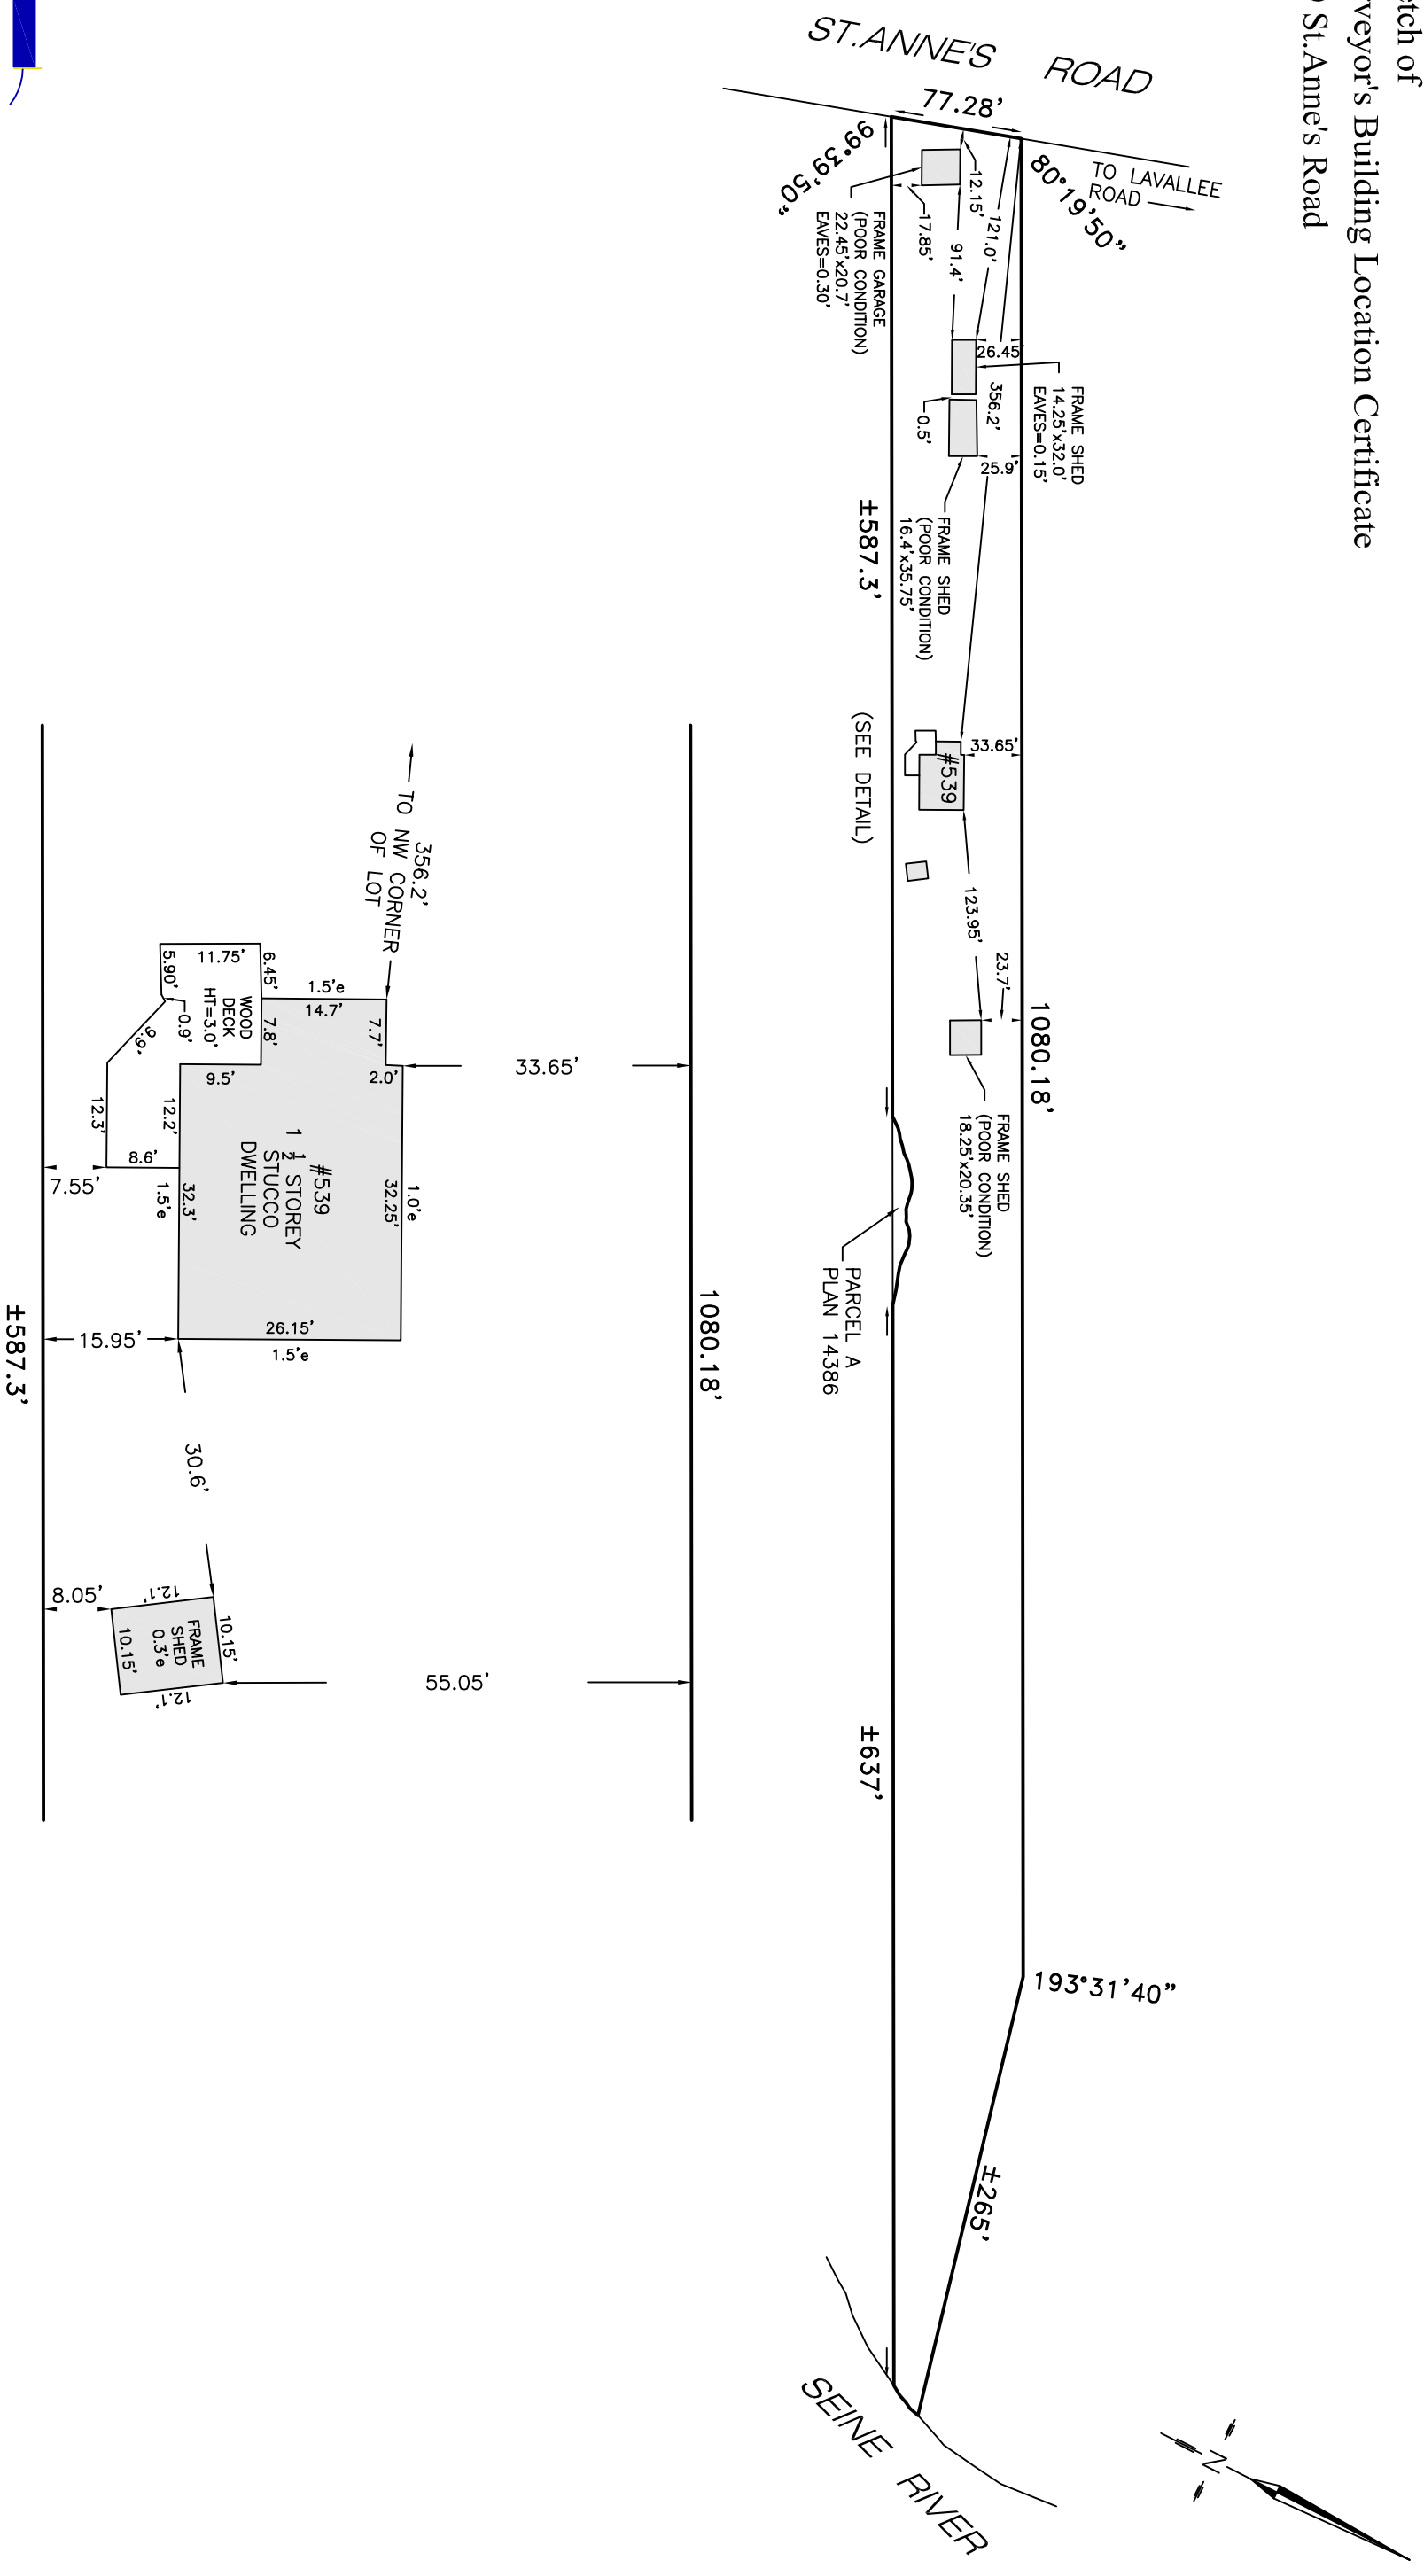 etch of
veyor's Building Location Certificate
St.Anne's Road
ST.ANNE'S ROAD
77.28'
99°39'50"
80°19'50"
TO LAVALLEE
ROAD
12.15'
17.85'
91.4'
121.0'
FRAME GARAGE
(POOR CONDITION)
22.45'x20.7'
EAVES=0.30'
26.45'
356.2'
0.5'
25.9'
FRAME SHED
14.25'x32.0'
EAVES=0.15'
FRAME SHED
(POOR CONDITION)
16.4'x35.75'
±587.3'
(SEE DETAIL)
33.65'
#539
123.95'
23.7'
1080.18'
FRAME SHED
(POOR CONDITION)
18.25'x20.35'
PARCEL A
PLAN 14386
±637'
193°31'40"
±265'
SEINE RIVER
N
356.2'
TO NW CORNER
OF LOT
5.90'
11.75'
6.45'
WOOD
DECK
HT=3.0'
0.9'
9.9'
12.3'
8.6'
7.55'
1.5'e
14.7'
7.8'
7.7'
2.0'
9.5'
12.2'
33.65'
#539
1 1/2 STOREY
STUCCO
DWELLING
1.0'e
32.25'
32.3'
1.5'e
26.15'
1.5'e
15.95'
1080.18'
±587.3'
30.6'
8.05'
12.1'
10.15'
FRAME
SHED
0.3'e
10.15'
12.1'
55.05'